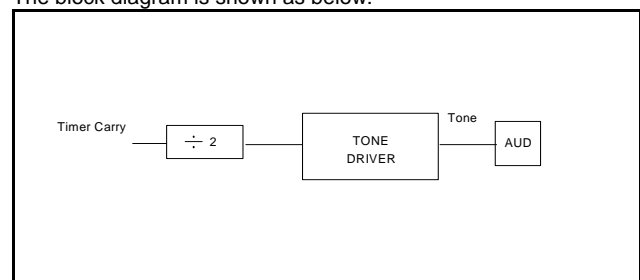 The block diagram is shown as below:
Timer Carry
÷ 2
TONE
DRIVER
Tone
AUD